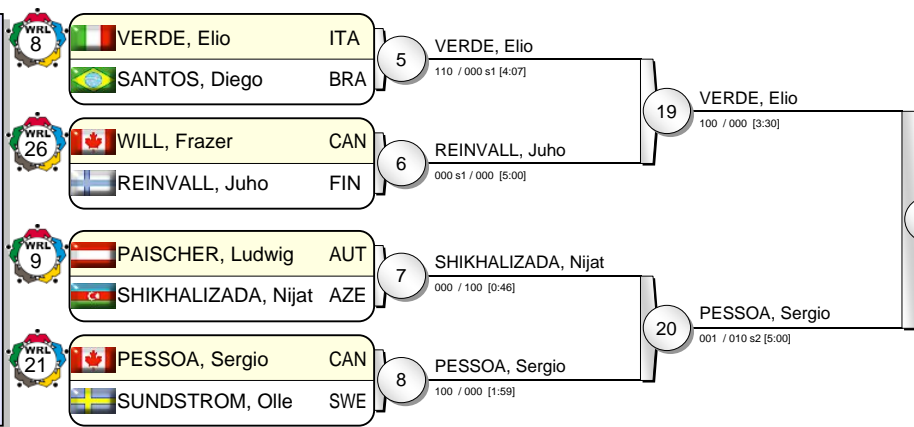 WRL
8
VERDE, Elio ITA
SANTOS, Diego BRA
5
VERDE, Elio
110 / 000 s1 [4:07]
WRL
26
WILL, Frazer CAN
REINVALL, Juho FIN
6
REINVALL, Juho
000 s1 / 000 [5:00]
19
VERDE, Elio
100 / 000 [3:30]
WRL
9
PAISCHER, Ludwig AUT
SHIKHALIZADA, Nijat AZE
7
SHIKHALIZADA, Nijat
000 / 100 [0:46]
WRL
21
PESSOA, Sergio CAN
SUNDSTROM, Olle SWE
8
PESSOA, Sergio
100 / 000 [1:59]
20
PESSOA, Sergio
001 / 010 s2 [5:00]